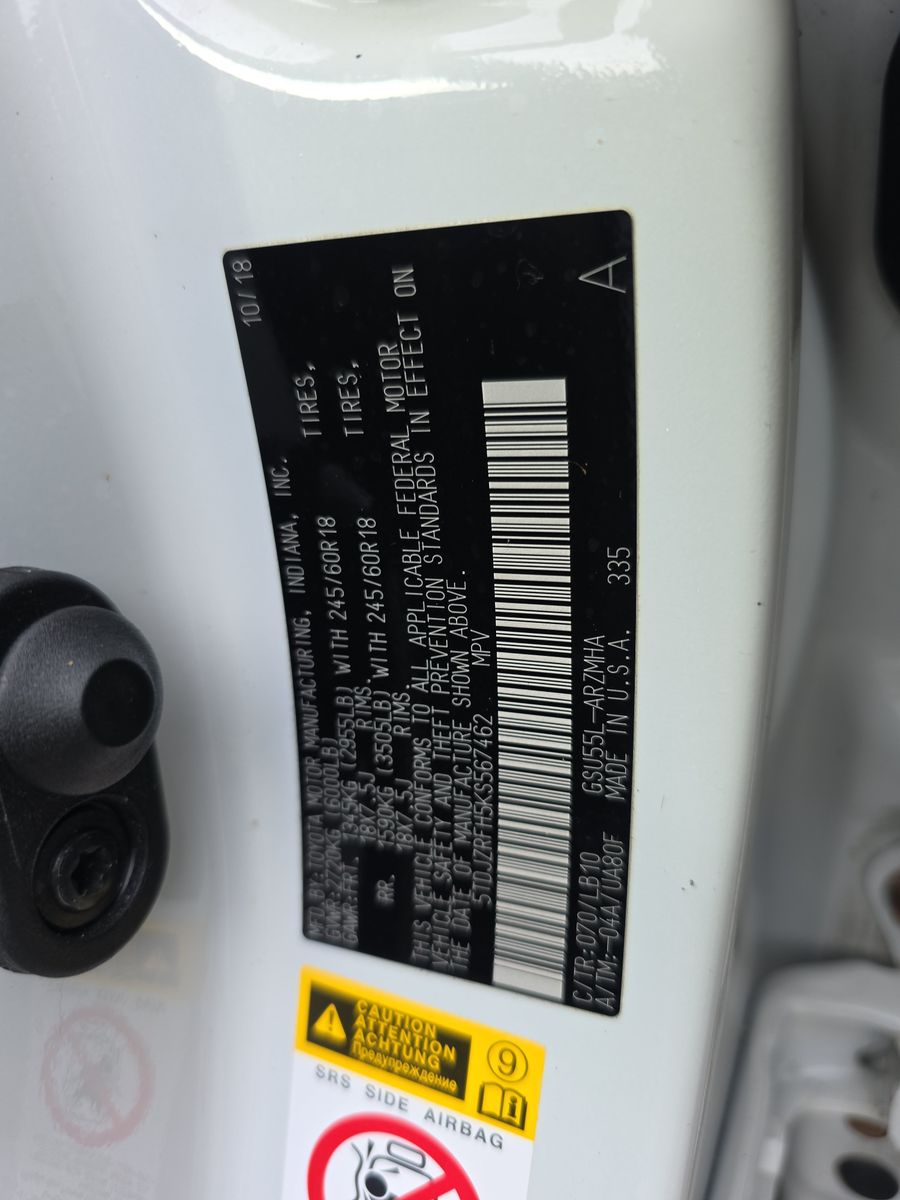 10/18
MFD. BY: TOYOTA MOTOR MANUFACTURING, INDIANA, INC.
GVWR: 2720KG (6000LB)
GAWR: FRT. 1345KG (2955LB) WITH 245/60R18 TIRES,
18X7.5J RIMS.
RR. 1590KG (3505LB) WITH 245/60R18 TIRES,
18X7.5J RIMS
THIS VEHICLE CONFORMS TO ALL APPLICABLE FEDERAL MOTOR
VEHICLE SAFETY AND THEFT PREVENTION STANDARDS IN EFFECT ON
THE DATE OF MANUFACTURE SHOWN ABOVE.
5TDJZRFH5KS567462 MPV
C/TR:070/LB10 GSU55L-ARZMHA
A/TM:-04A/UA80F MADE IN U.S.A. 335 A
CAUTION
ATTENTION
ACHTUNG
Предупреждение
9
i
SRS SIDE AIRBAG